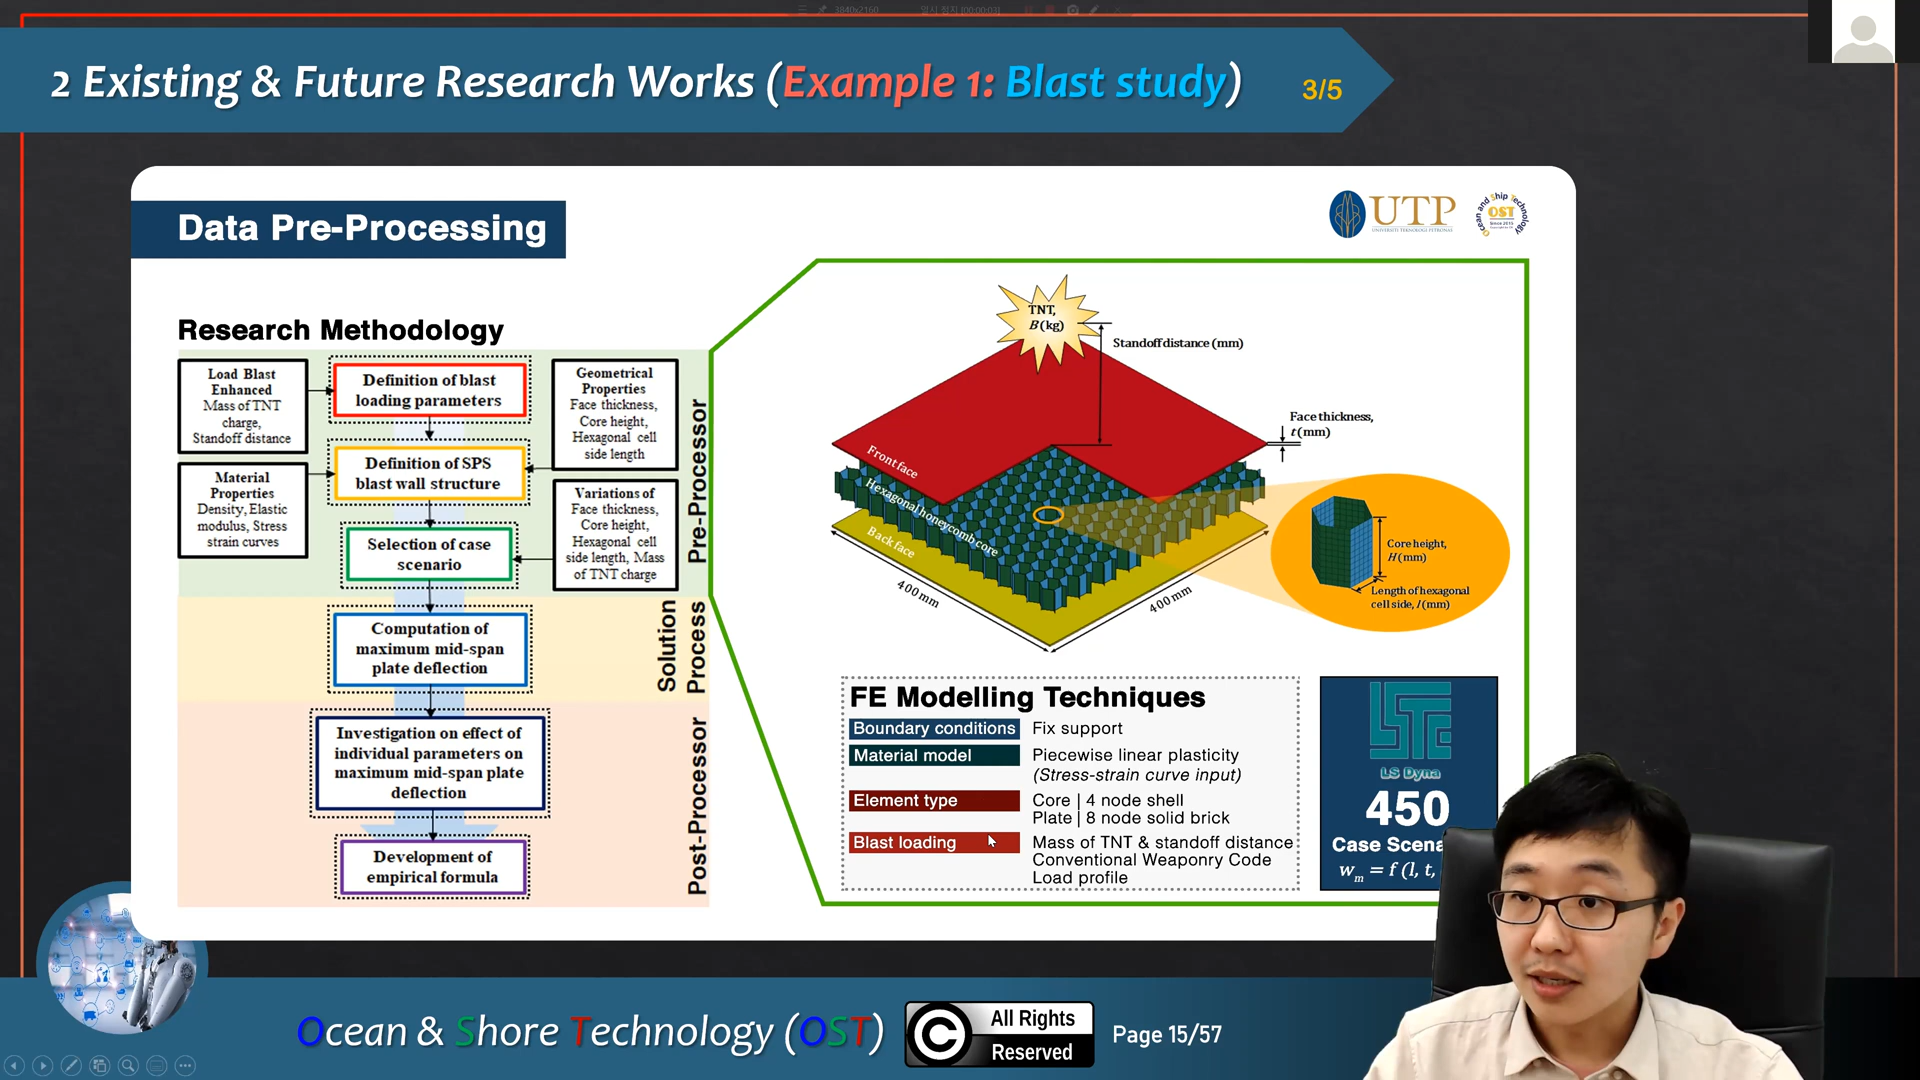 3840x2160
일시 정지 [00:00:03]
2 Existing & Future Research Works (Example 1: Blast study)
3/5
Data Pre-Processing
UTP
UNIVERSITI TEKNOLOGI PETRONAS
Ocean and Ship Technology
OST
Research Methodology
Load Blast
Enhanced
Mass of TNT
charge,
Standoff distance
Definition of blast
loading parameters
Geometrical
Properties
Face thickness,
Core height,
Hexagonal cell
side length
Material
Properties
Density, Elastic
modulus, Stress
strain curves
Definition of SPS
blast wall structure
Variations of
Face thickness,
Core height,
Hexagonal cell
side length, Mass
of TNT charge
Selection of case
scenario
Pre-Processor
Computation of
maximum mid-span
plate deflection
Solution
Process
Investigation on effect of
individual parameters on
maximum mid-span plate
deflection
Development of
empirical formula
Post-Processor
TNT,
B(kg)
Standoff distance (mm)
Face thickness,
t(mm)
Front face
Hexagonal honeycomb core
Back face
400 mm
400 mm
Core height,
H(mm)
Length of hexagonal
cell side, l(mm)
FE Modelling Techniques
Boundary conditions Fix support
Material model Piecewise linear plasticity
(Stress-strain curve input)
Element type Core | 4 node shell
Plate | 8 node solid brick
Blast loading Mass of TNT & standoff distance
Conventional Weaponry Code
Load profile
LSTC
LS Dyna
450
Case Scena
wm = f (l, t,
Ocean & Shore Technology (OST)
C
All Rights
Reserved
Page 15/57